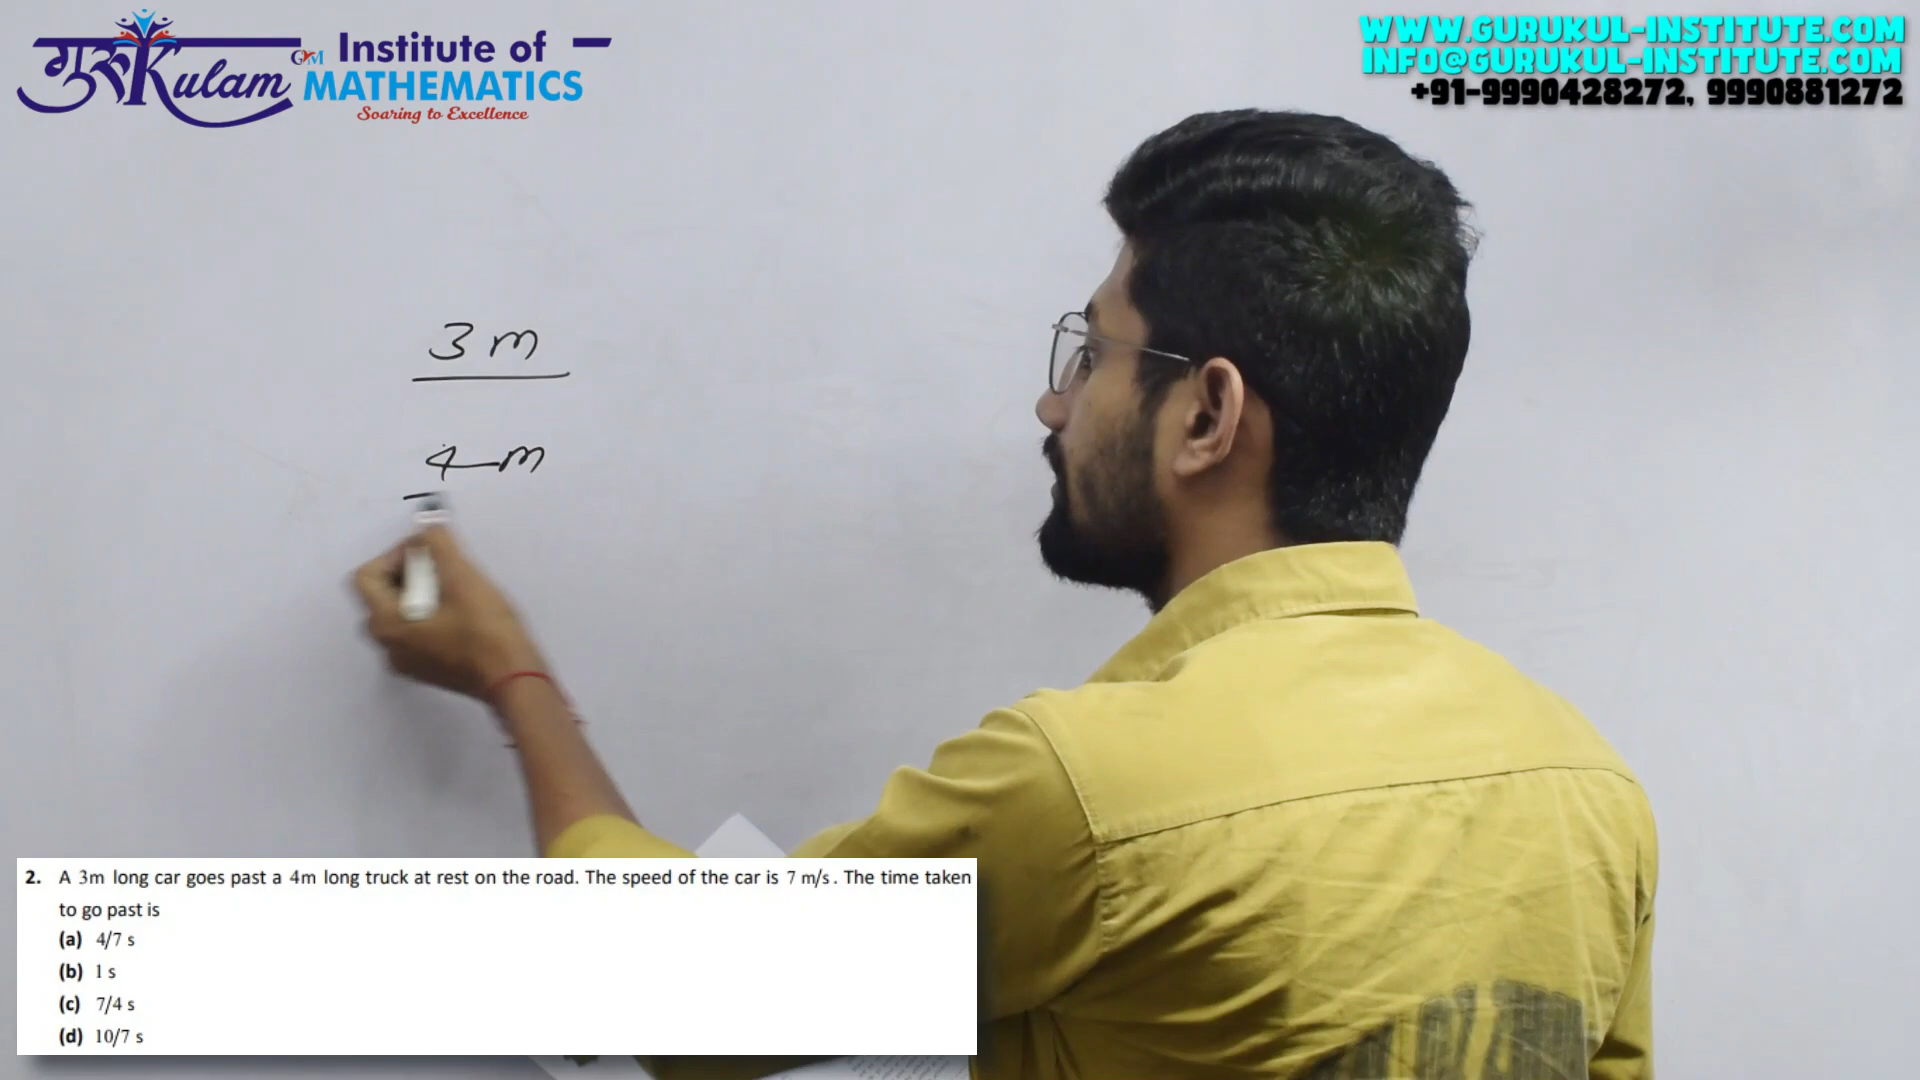 गुरुkulam
GM Institute of
MATHEMATICS
Soaring to Excellence
WWW.GURUKUL-INSTITUTE.COM
INFO@GURUKUL-INSTITUTE.COM
+91-9990428272, 9990881272
3 m
4 m
2. A 3m long car goes past a 4m long truck at rest on the road. The speed of the car is 7 m/s. The time taken
to go past is
(a) 4/7 s
(b) 1 s
(c) 7/4 s
(d) 10/7 s